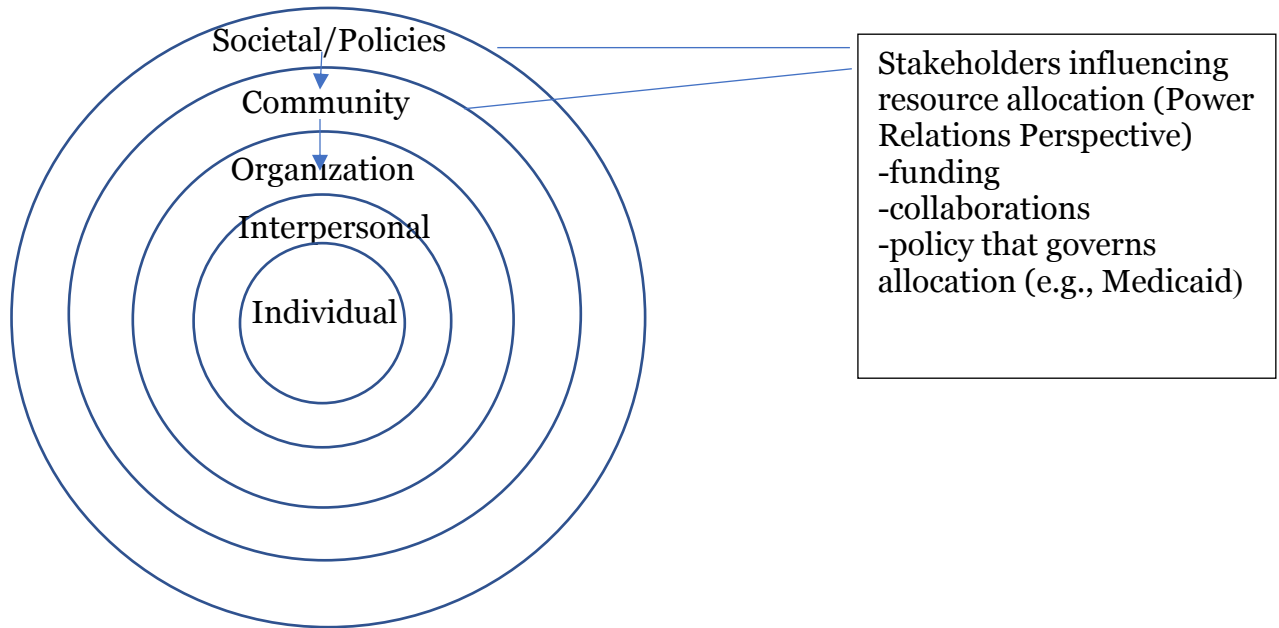 Societal/Policies
Community
Organization
Interpersonal
Individual
Stakeholders influencing
resource allocation (Power
Relations Perspective)
-funding
-collaborations
-policy that governs
allocation (e.g., Medicaid)